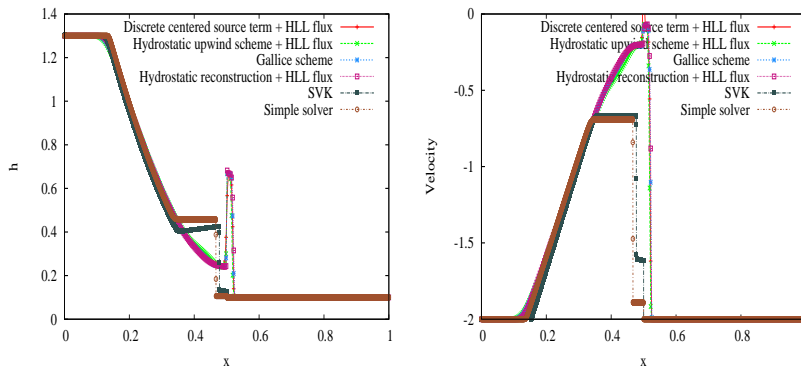 Discrete centered source term + HLL flux
Hydrostatic upwind scheme + HLL flux
Gallice scheme
Hydrostatic reconstruction + HLL flux
SVK
Simple solver
1.4
1.2
1
0.8
0.6
0.4
0.2
0
0
0.2
0.4
0.6
0.8
1
h
x
Discrete centered source term + HLL flux
Hydrostatic upwind scheme + HLL flux
Gallice scheme
Hydrostatic reconstruction + HLL flux
SVK
Simple solver
0
-0.5
-1
-1.5
-2
0
0.2
0.4
0.6
0.8
Velocity
x